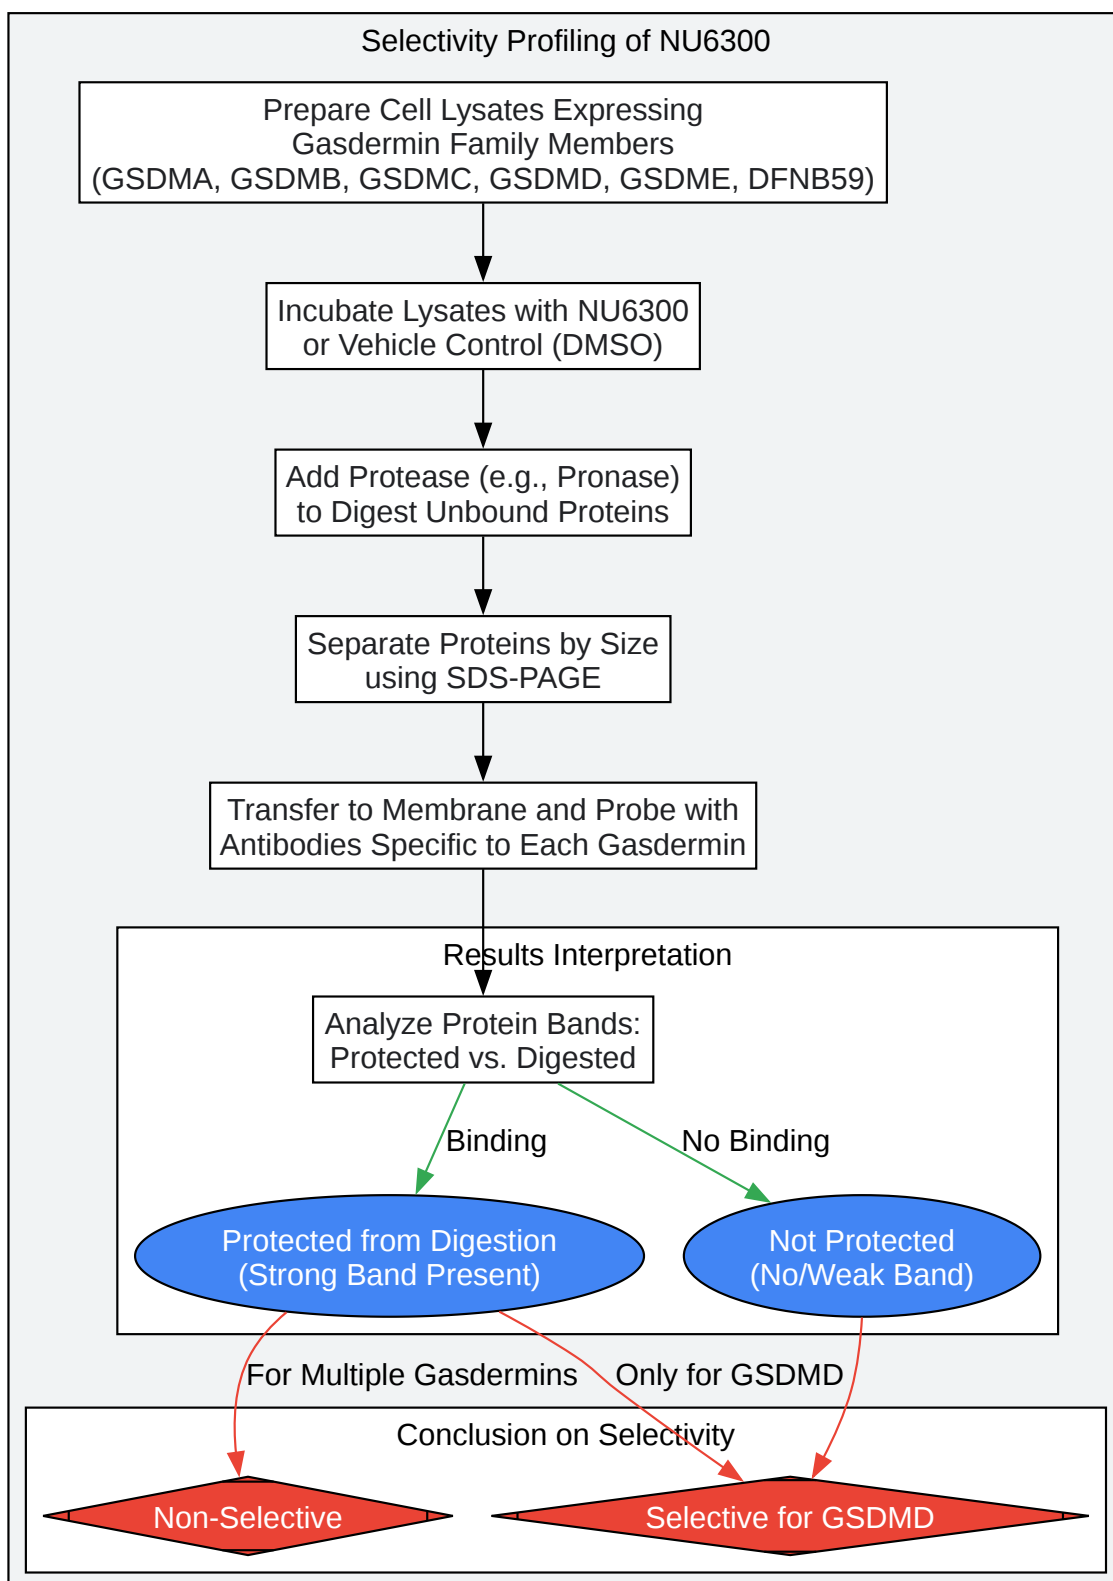 Selectivity Profiling of NU6300
Prepare Cell Lysates Expressing
Gasdermin Family Members
(GSDMA, GSDMB, GSDMC, GSDMD, GSDME, DFNB59)
Incubate Lysates with NU6300
or Vehicle Control (DMSO)
Add Protease (e.g., Pronase)
to Digest Unbound Proteins
Separate Proteins by Size
using SDS-PAGE
Transfer to Membrane and Probe with
Antibodies Specific to Each Gasdermin
Results Interpretation
Analyze Protein Bands:
Protected vs. Digested
Binding
No Binding
Protected from Digestion
(Strong Band Present)
Not Protected
(No/Weak Band)
For Multiple Gasdermins
Only for GSDMD
Conclusion on Selectivity
Non-Selective
Selective for GSDMD